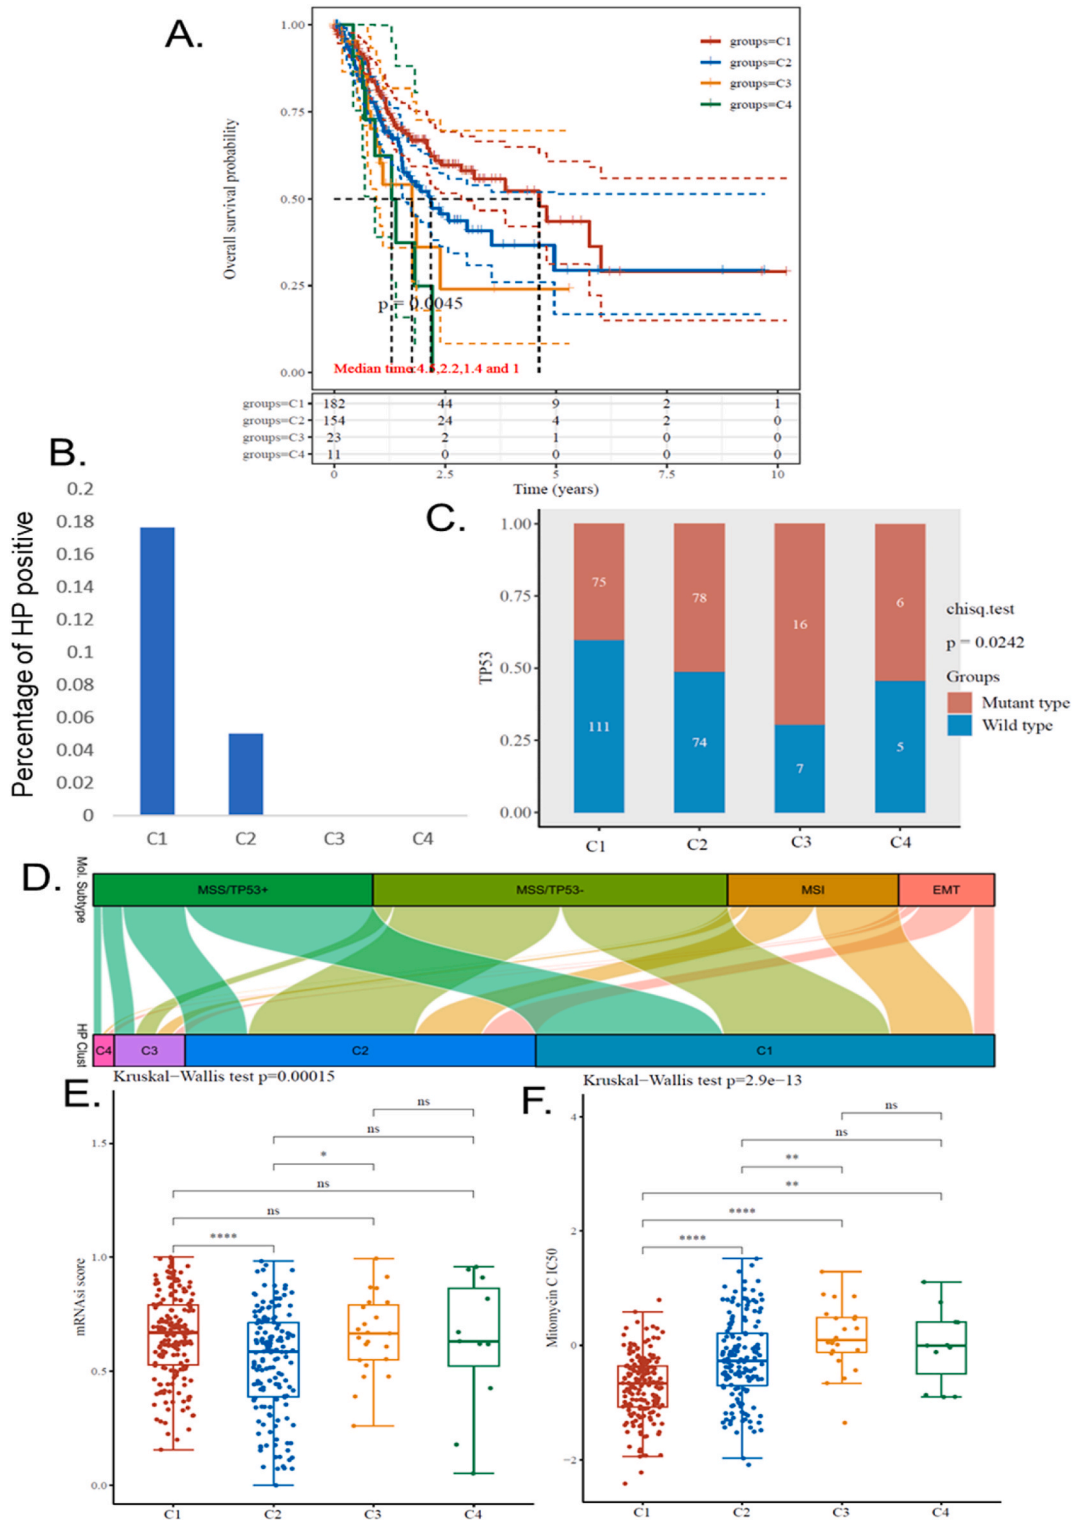 A.
1.00
0.75
0.50
0.25
0.00
Overall survival probability
groups=C1
groups=C2
groups=C3
groups=C4
p = 0.0045
Median time:4.5,2.2,1.4 and 1
groups=C1 182 44 9 2 1
groups=C2 154 24 4 2 0
groups=C3 23 2 1 0 0
groups=C4 11 0 0 0 0
0 2.5 5 7.5 10
Time (years)
B.
Percentage of HP positive
0.2
0.18
0.16
0.14
0.12
0.1
0.08
0.06
0.04
0.02
0
C1 C2 C3 C4
C.
TP53
1.00
0.75
0.50
0.25
0.00
75 78 16 6
111 74 7 5
C1 C2 C3 C4
chisq.test
p = 0.0242
Groups
Mutant type
Wild type
D.
Mol. Subtype
MSS/TP53+ MSS/TP53- MSI EMT
HP Clust
C4 C3 C2 C1
E.
Kruskal−Wallis test p=0.00015
mRNAsi score
1.5
1.0
0.5
0.0
ns
ns
*
ns
ns
****
C1 C2 C3 C4
F.
Kruskal−Wallis test p=2.9e−13
Mitomycin C IC50
4
2
0
−2
ns
ns
**
**
****
****
C1 C2 C3 C4